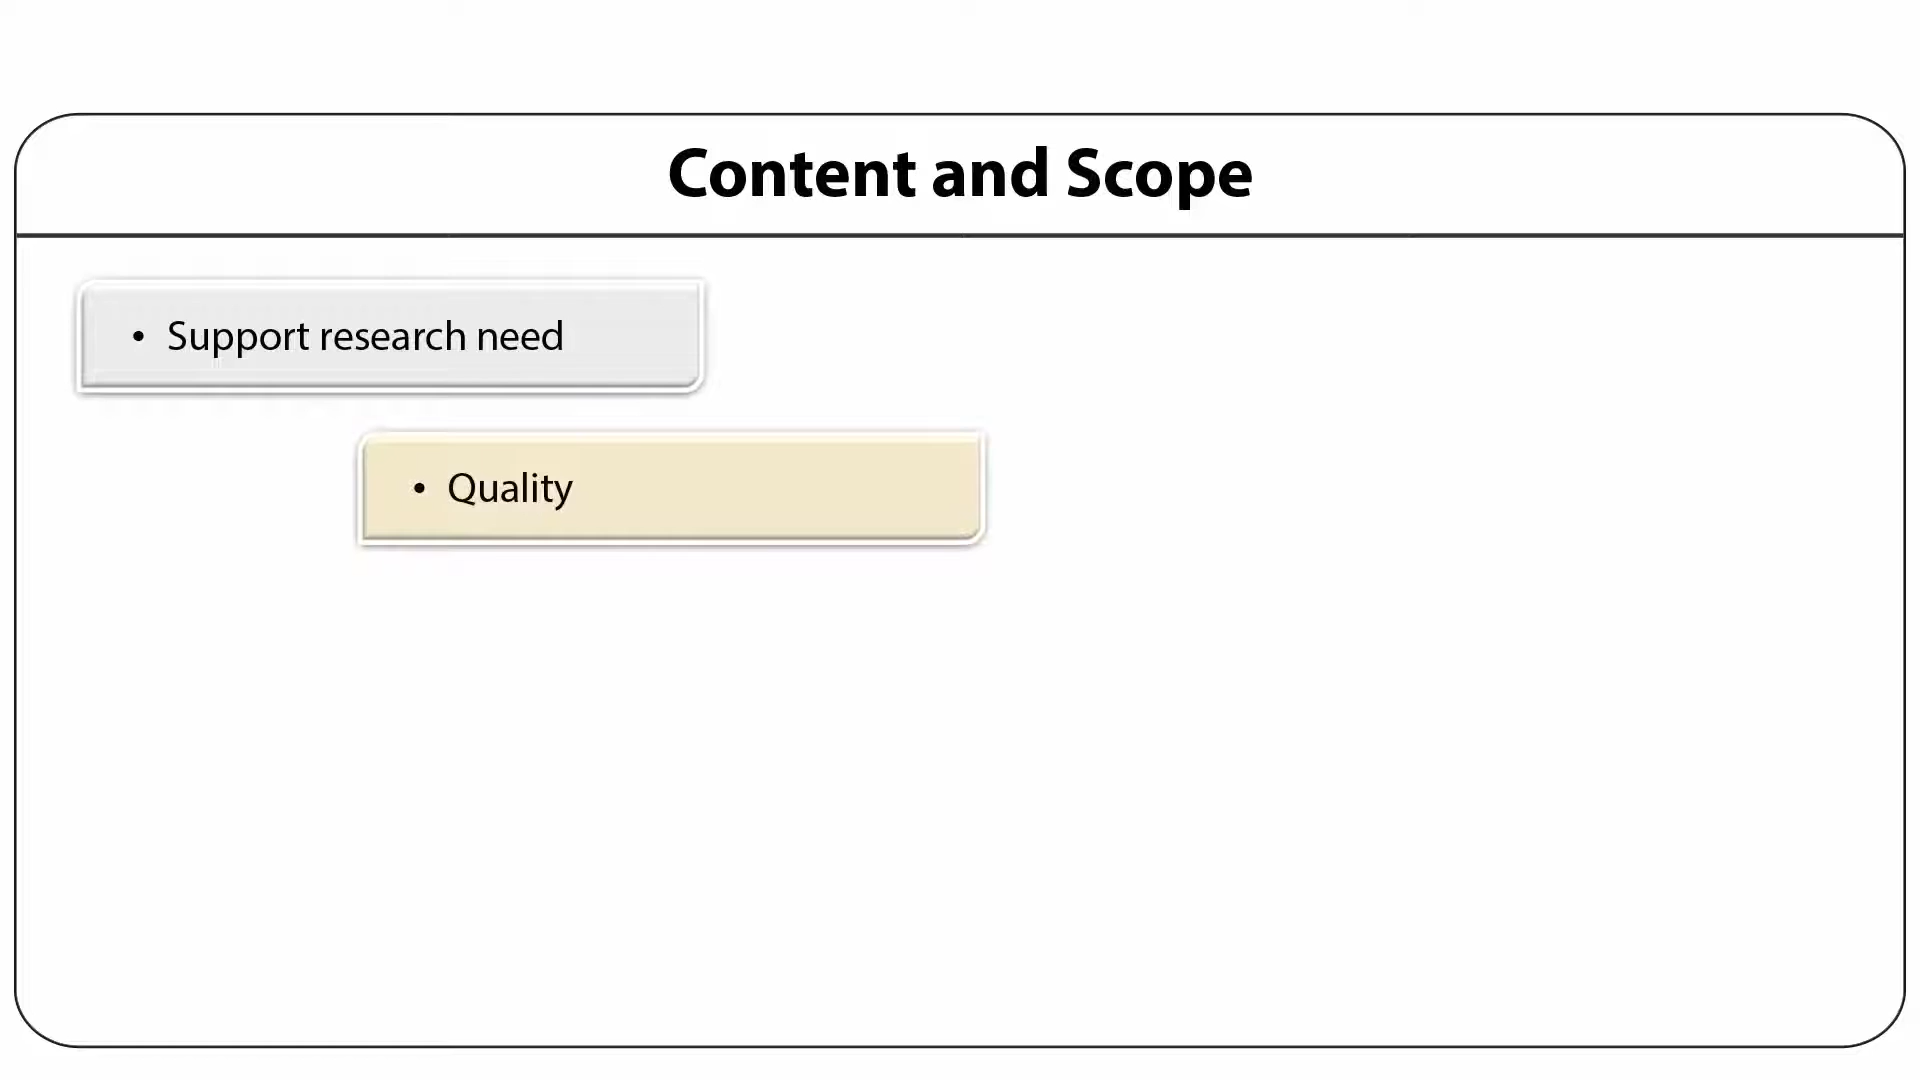 Content and Scope
• Support research need
• Quality